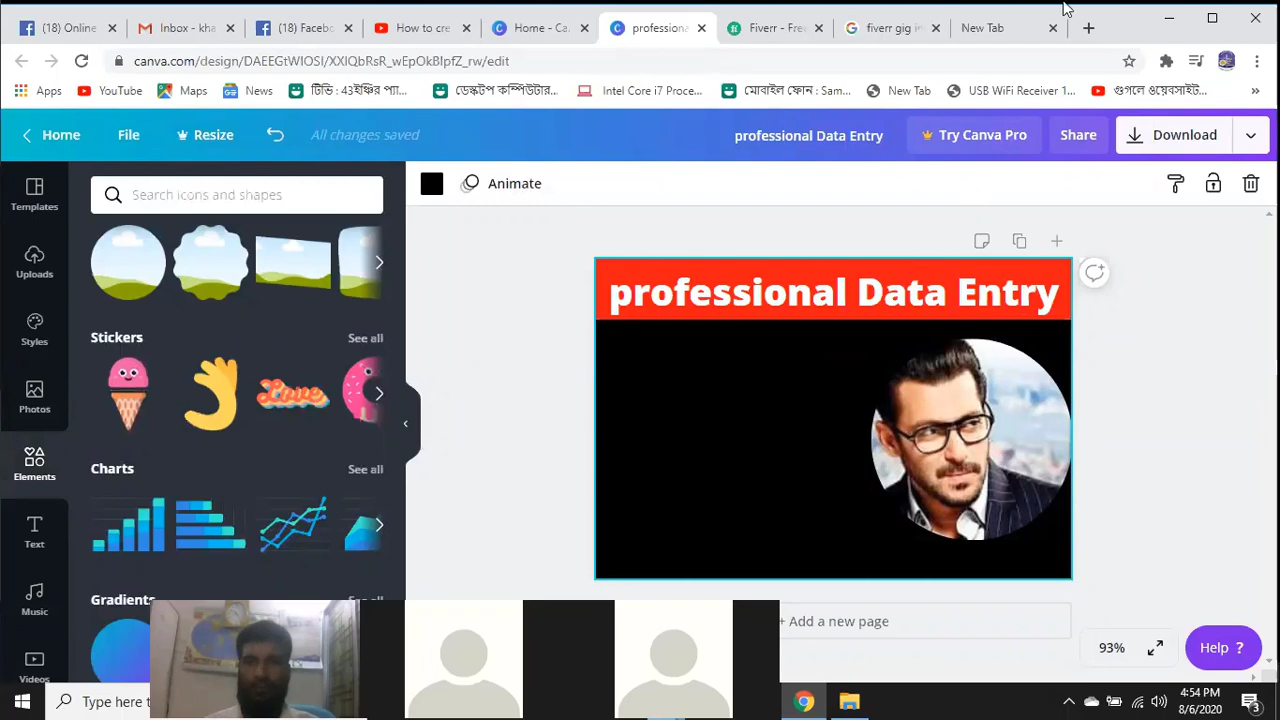 (18) Online
Inbox - kha
(18) Faceb
How to cre
Home - Ca
professiona
Fiverr - Fre
fiverr gig i
New Tab
canva.com/design/DAEEGtWIOSI/XXlQbRsR_wEpOkBlpfZ_rw/edit
Apps
YouTube
Maps
News
টিভি : 43ইঞ্চির প্যা...
ডেস্কটপ কম্পিউটার...
Intel Core i7 Proce...
মোবাইল ফোন : Sam...
New Tab
USB WiFi Receiver 1...
গুগলে ওয়েবসাইট...
Home
File
Resize
All changes saved
professional Data Entry
Try Canva Pro
Share
Download
Templates
Search icons and shapes
Animate
Uploads
professional Data Entry
Styles
Stickers
See all
Love
Photos
Elements
Charts
See all
Text
Music
Gradients
+ Add a new page
Videos
93%
Help ?
Type here t
4:54 PM
8/6/2020
3